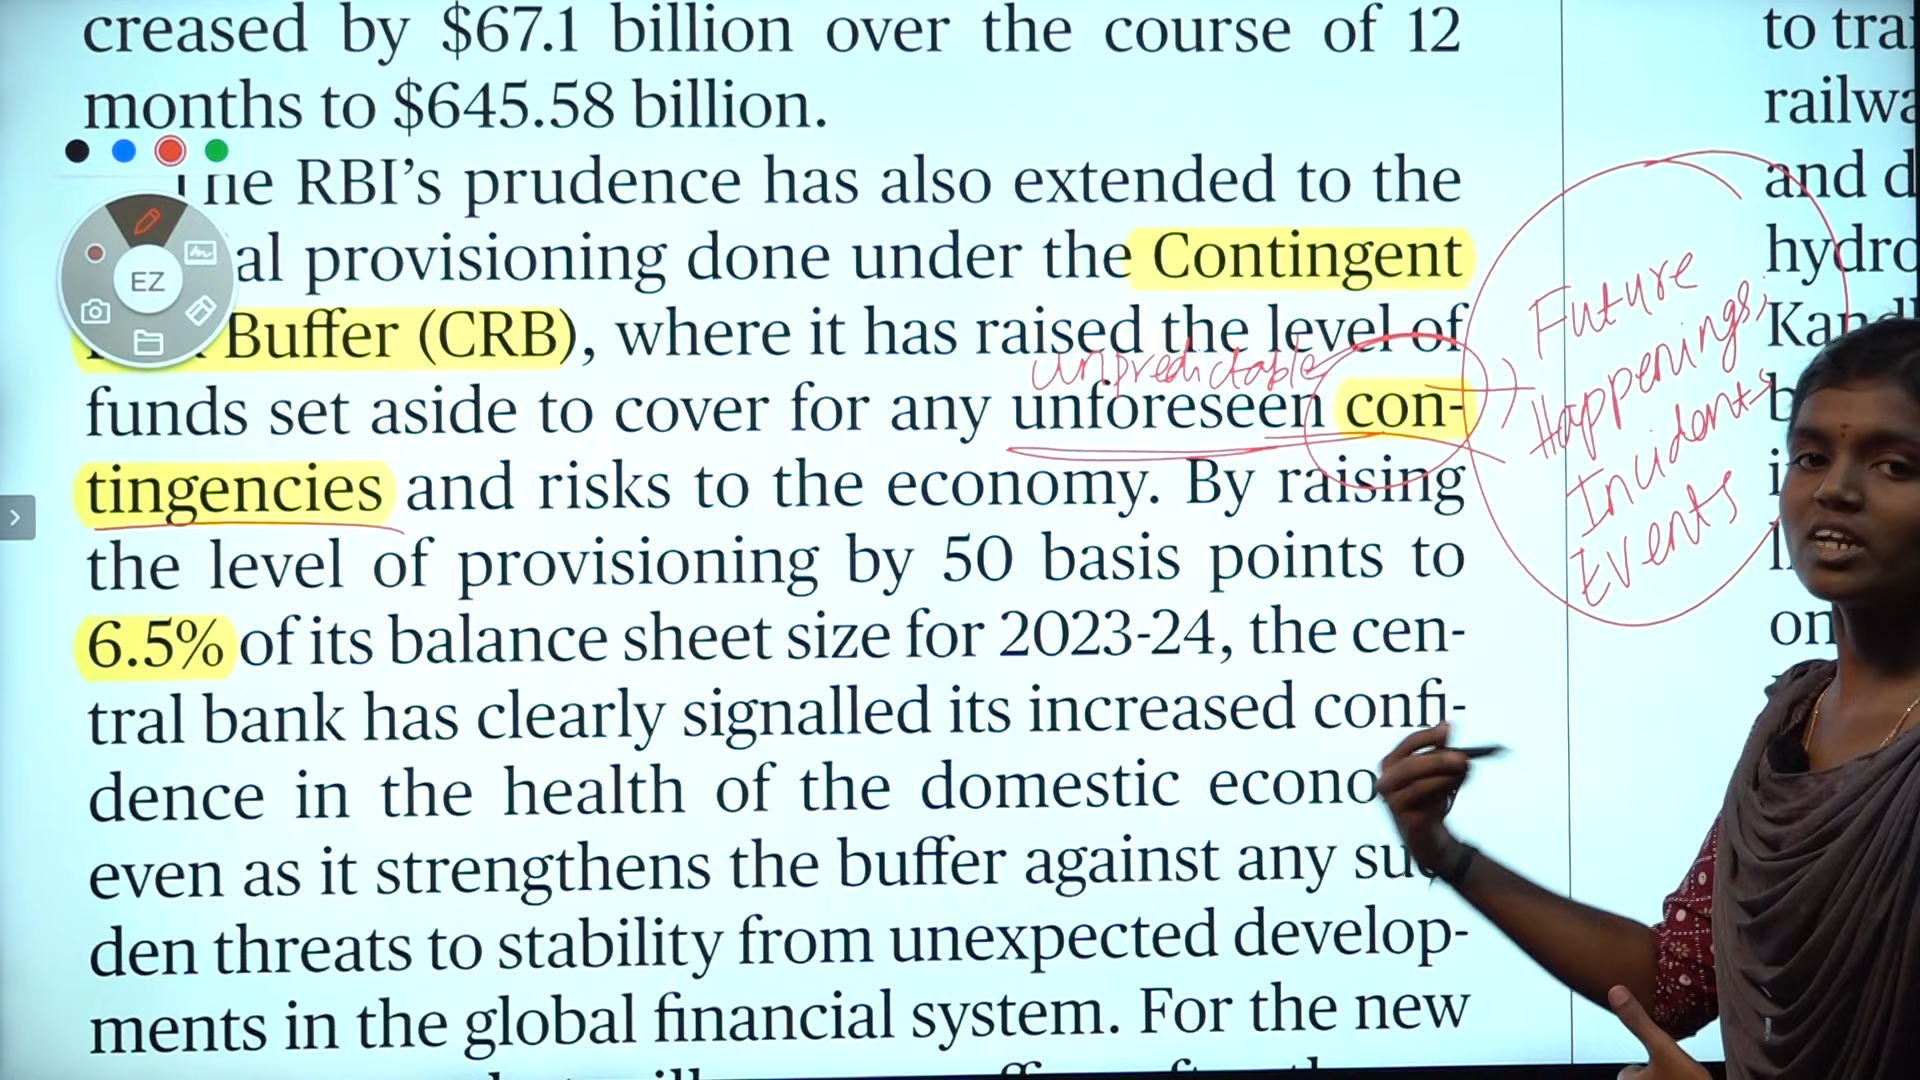 creased by $67.1 billion over the course of 12
months to $645.58 billion.
The RBI's prudence has also extended to the
al provisioning done under the Contingent
Buffer (CRB), where it has raised the level of
unpredictable
funds set aside to cover for any unforeseen con-
tingencies and risks to the economy. By raising
the level of provisioning by 50 basis points to
6.5% of its balance sheet size for 2023-24, the cen-
tral bank has clearly signalled its increased confi-
dence in the health of the domestic econo
even as it strengthens the buffer against any su
den threats to stability from unexpected develop-
ments in the global financial system. For the new
EZ
Future
Happenings,
Incidents
Events
to tra
railwa
and d
hydro
Kand
b
i
on